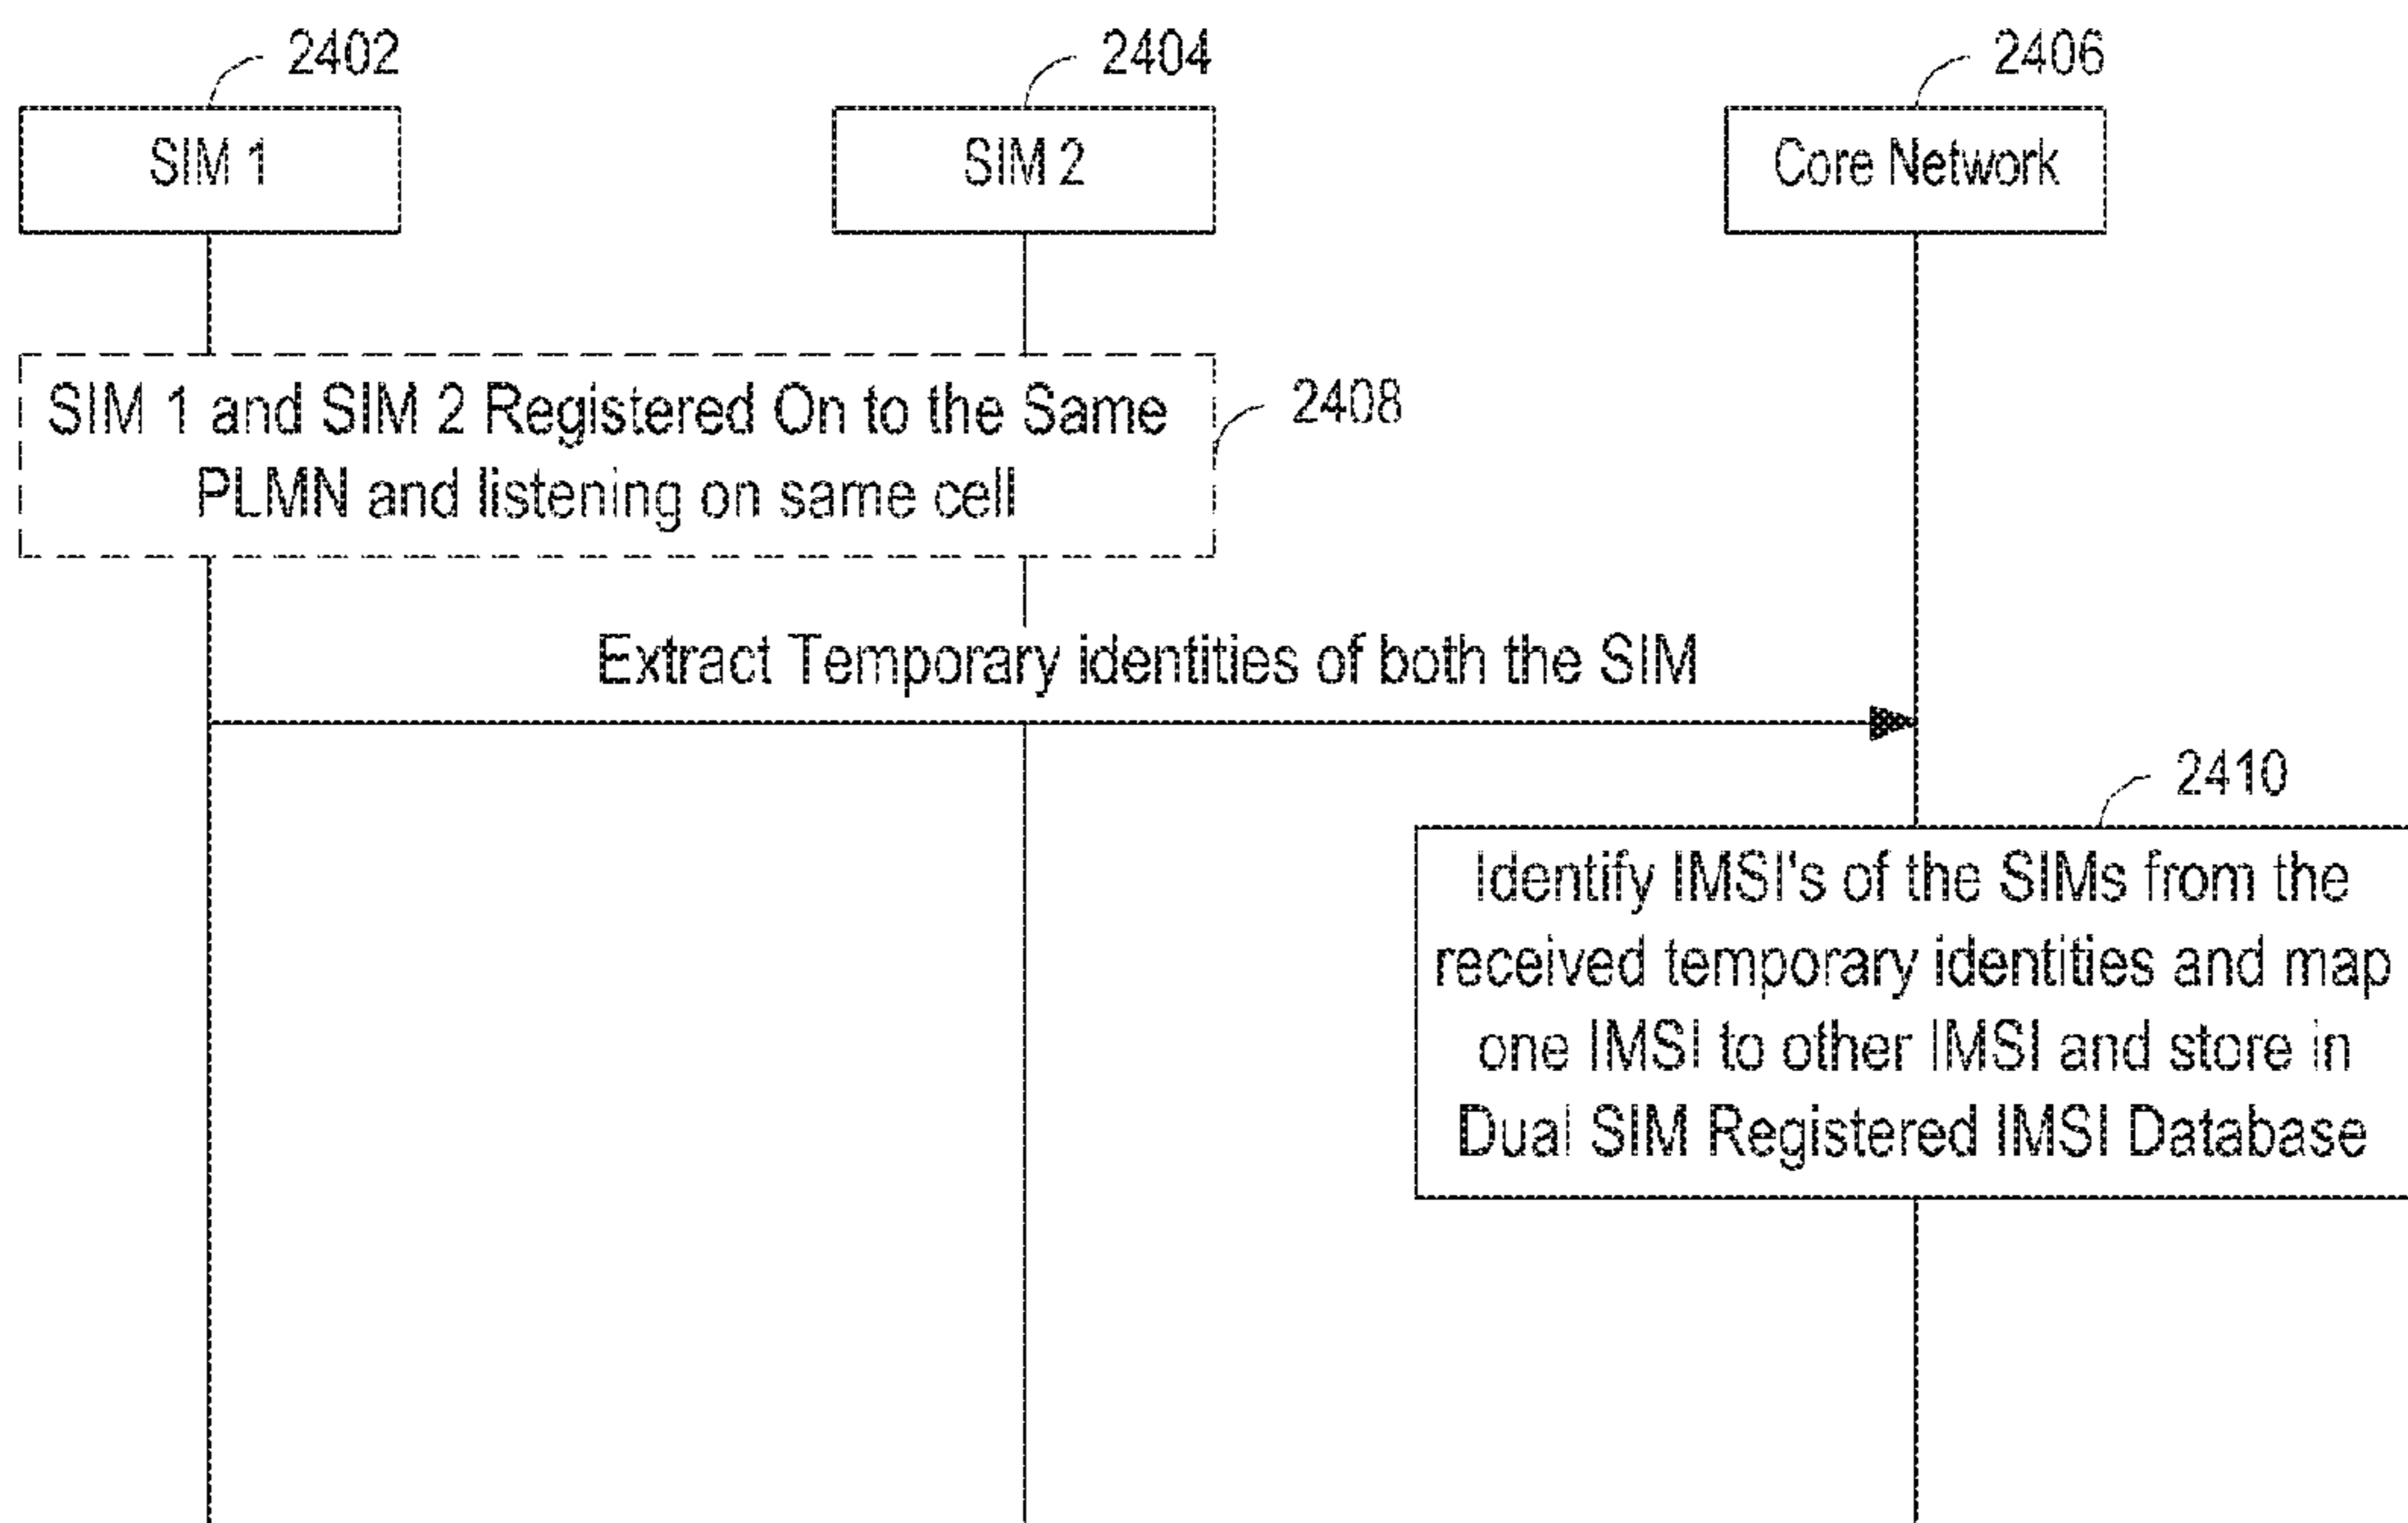 2402
2404
2406
SIM 1
SIM 2
Core Network
SIM 1 and SIM 2 Registered On to the Same
PLMN and listening on same cell
2408
Extract Temporary identities of both the SIM
2410
Identify IMSI's of the SIMs from the
received temporary identities and map
one IMSI to other IMSI and store in
Dual SIM Registered IMSI Database